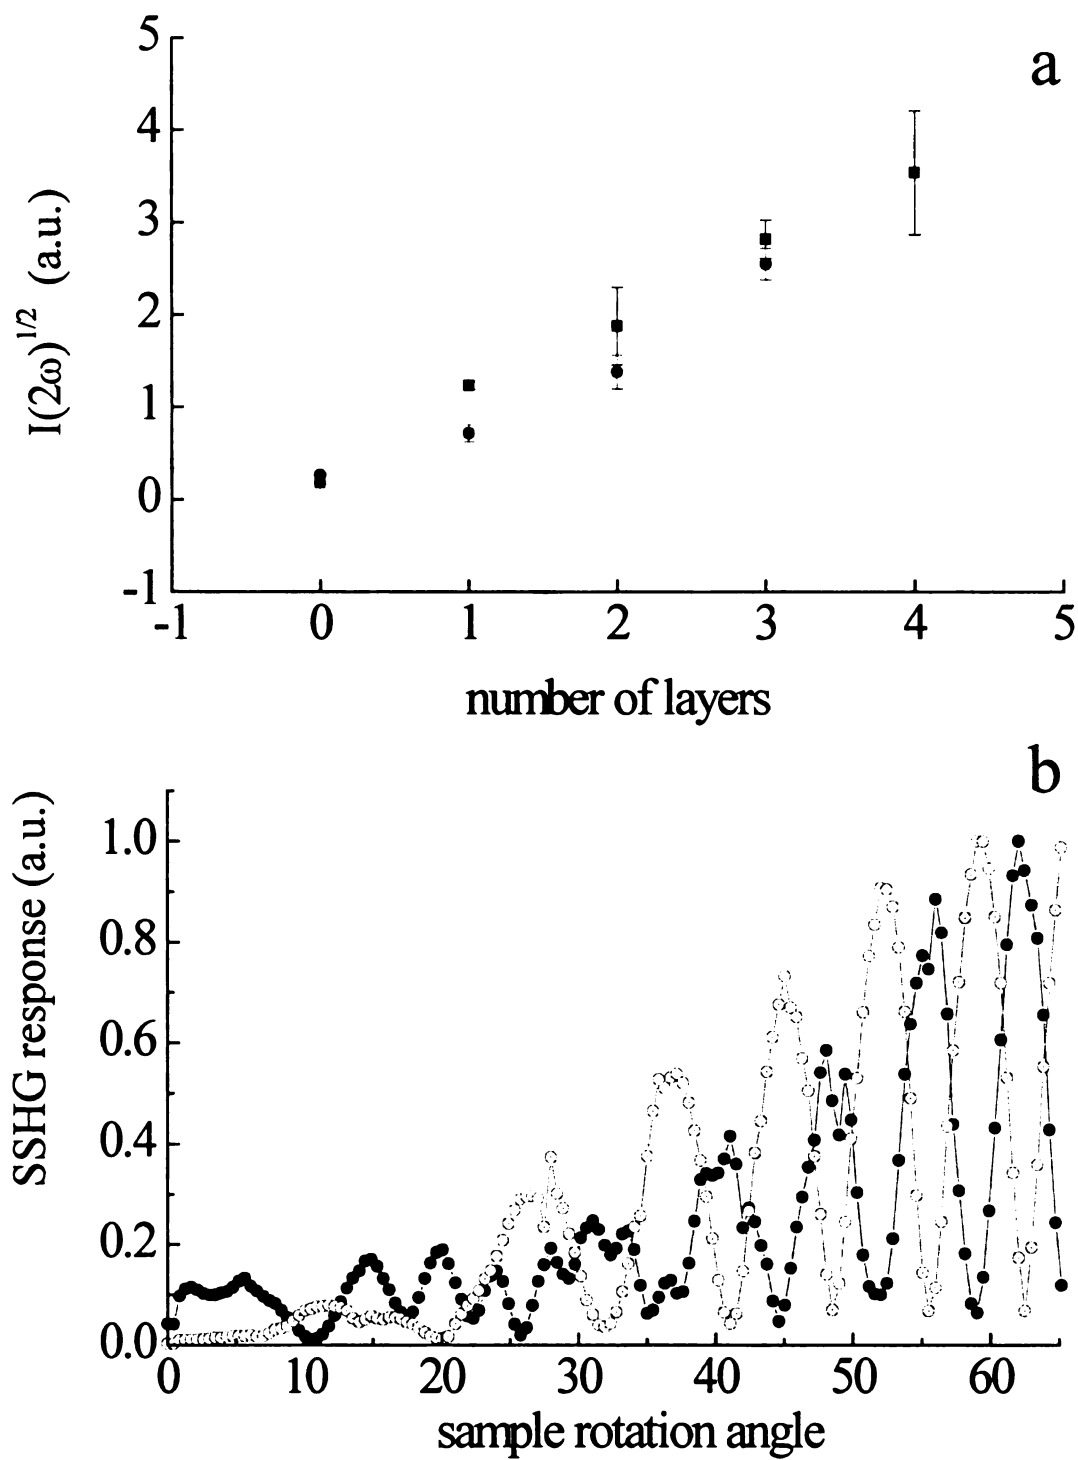 a
5
4
3
2
1
0
-1
I(2ω)^1/2 (a.u.)
-1 0 1 2 3 4 5
number of layers
b
1.0
0.8
0.6
0.4
0.2
0.0
SSHG response (a.u.)
0 10 20 30 40 50 60
sample rotation angle